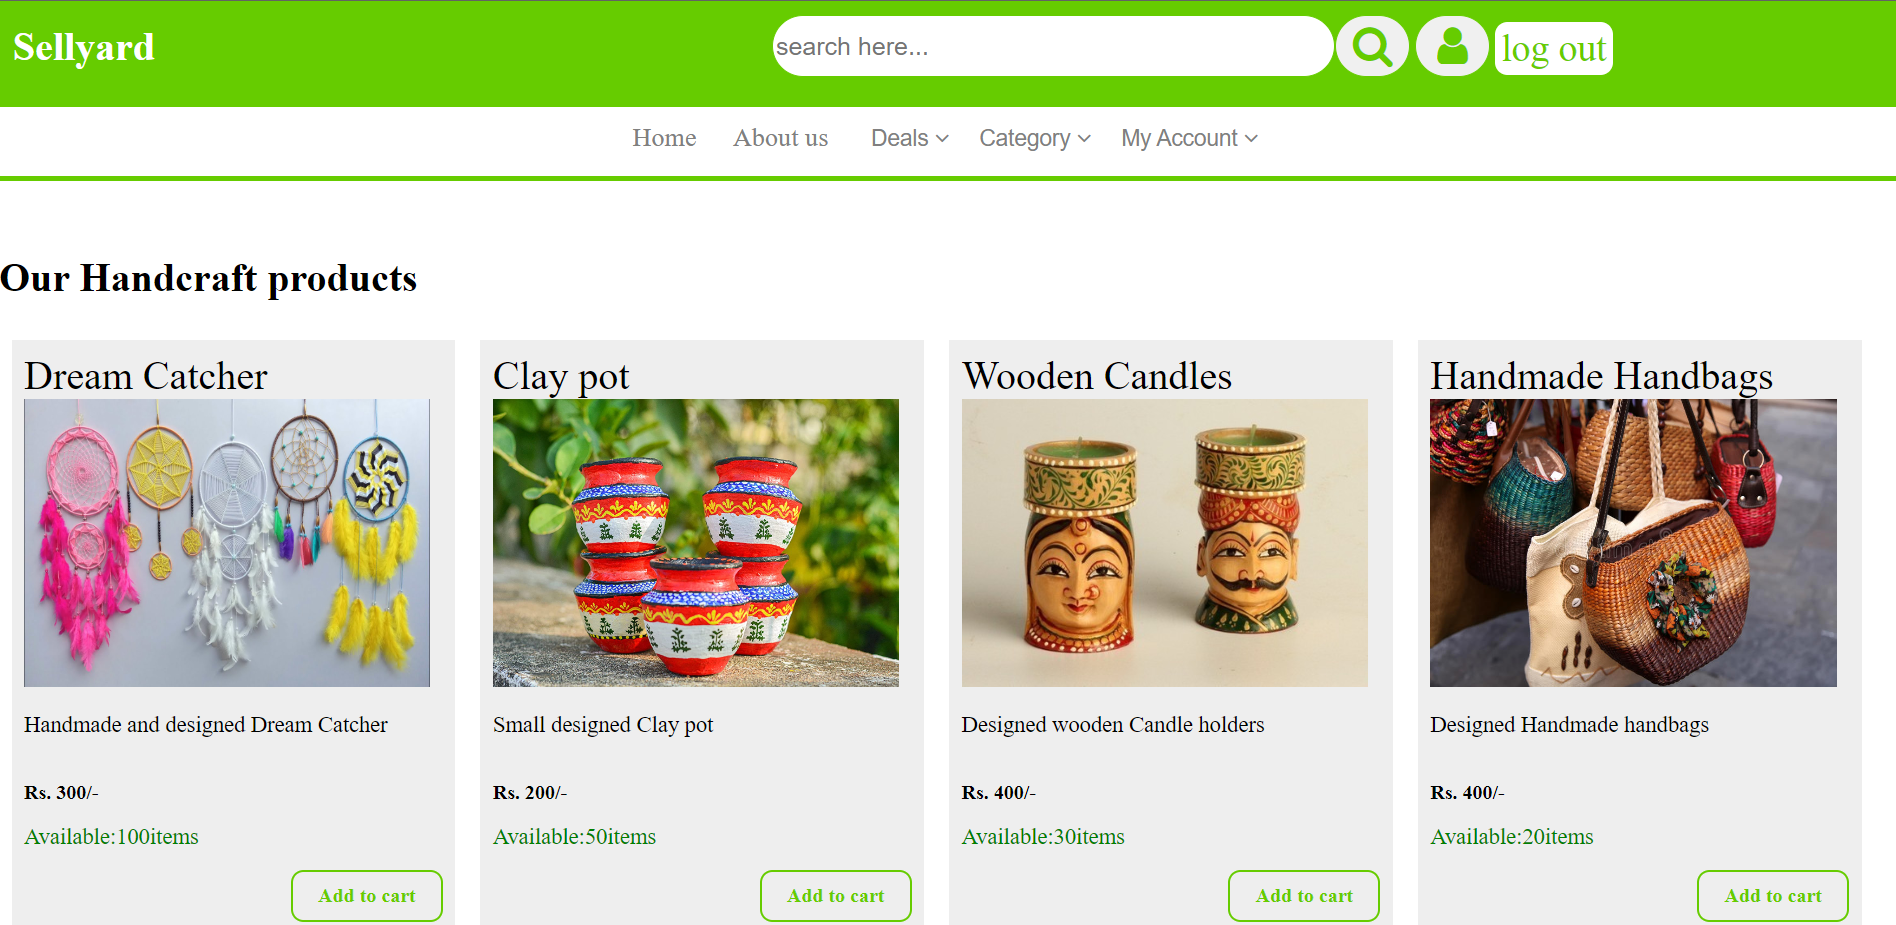 Sellyard
search here...
log out
Home About us Deals Category My Account
Our Handcraft products
Dream Catcher
Handmade and designed Dream Catcher
Rs. 300/-
Available:100items
Add to cart
Clay pot
Small designed Clay pot
Rs. 200/-
Available:50items
Add to cart
Wooden Candles
Designed wooden Candle holders
Rs. 400/-
Available:30items
Add to cart
Handmade Handbags
Designed Handmade handbags
Rs. 400/-
Available:20items
Add to cart